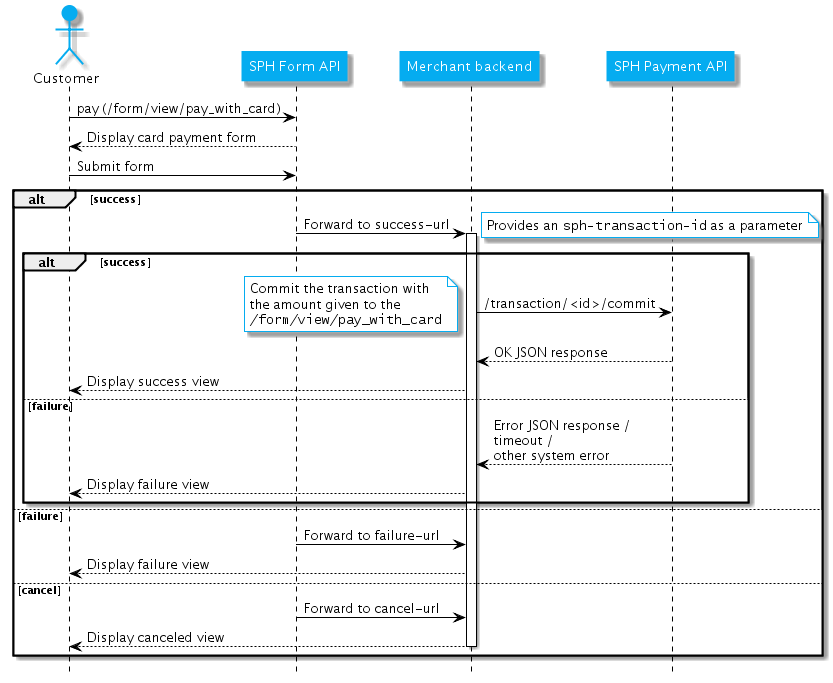 Customer
SPH Form API
Merchant backend
SPH Payment API
pay (/form/view/pay_with_card)
Display card payment form
Submit form
alt
[success]
Forward to success-url
Provides an sph-transaction-id as a parameter
alt
[success]
Commit the transaction with
the amount given to the
/form/view/pay_with_card
/transaction/<id>/commit
OK JSON response
Display success view
[failure]
Error JSON response /
timeout /
other system error
Display failure view
[failure]
Forward to failure-url
Display failure view
[cancel]
Forward to cancel-url
Display canceled view